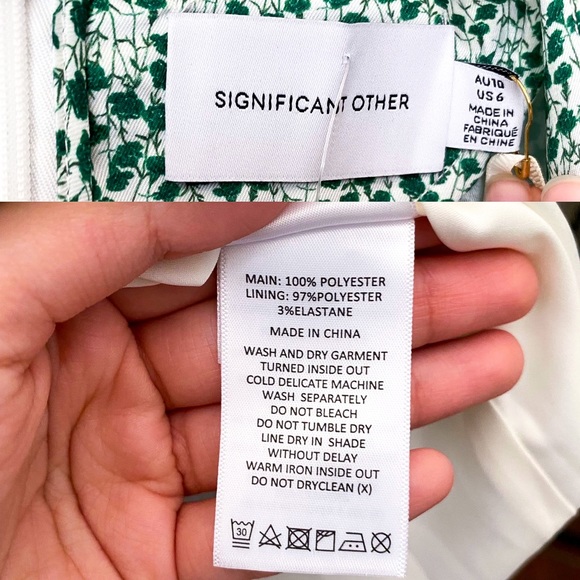 SIGNIFICANT OTHER
AU10
US 6
MADE IN
CHINA
FABRIQUÉ
EN CHINE
MAIN: 100% POLYESTER
LINING: 97%POLYESTER
3%ELASTANE
MADE IN CHINA
WASH AND DRY GARMENT
TURNED INSIDE OUT
COLD DELICATE MACHINE
WASH SEPARATELY
DO NOT BLEACH
DO NOT TUMBLE DRY
LINE DRY IN SHADE
WITHOUT DELAY
WARM IRON INSIDE OUT
DO NOT DRYCLEAN (X)
30